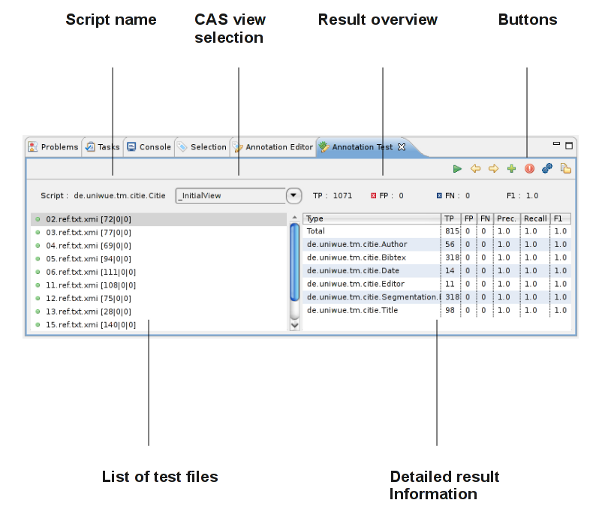 Script name
CAS view
selection
Result overview
Buttons
Problems Tasks Console Selection Annotation Editor Annotation Test
Script : de.uniwue.tm.citie.Citie _InitialView TP : 1071 FP : 0 FN : 0 F1 : 1.0
02.ref.txt.xmi [72|0|0]
03.ref.txt.xmi [77|0|0]
04.ref.txt.xmi [69|0|0]
05.ref.txt.xmi [94|0|0]
06.ref.txt.xmi [111|0|0]
11.ref.txt.xmi [108|0|0]
12.ref.txt.xmi [75|0|0]
13.ref.txt.xmi [28|0|0]
15.ref.txt.xmi [140|0|0]
Type TP FP FN Prec. Recall F1
Total 815 0 0 1.0 1.0 1.0
de.uniwue.tm.citie.Author 56 0 0 1.0 1.0 1.0
de.uniwue.tm.citie.Bibtex 318 0 0 1.0 1.0 1.0
de.uniwue.tm.citie.Date 14 0 0 1.0 1.0 1.0
de.uniwue.tm.citie.Editor 11 0 0 1.0 1.0 1.0
de.uniwue.tm.citie.Segmentation. 318 0 0 1.0 1.0 1.0
de.uniwue.tm.citie.Title 98 0 0 1.0 1.0 1.0
List of test files
Detailed result
Information